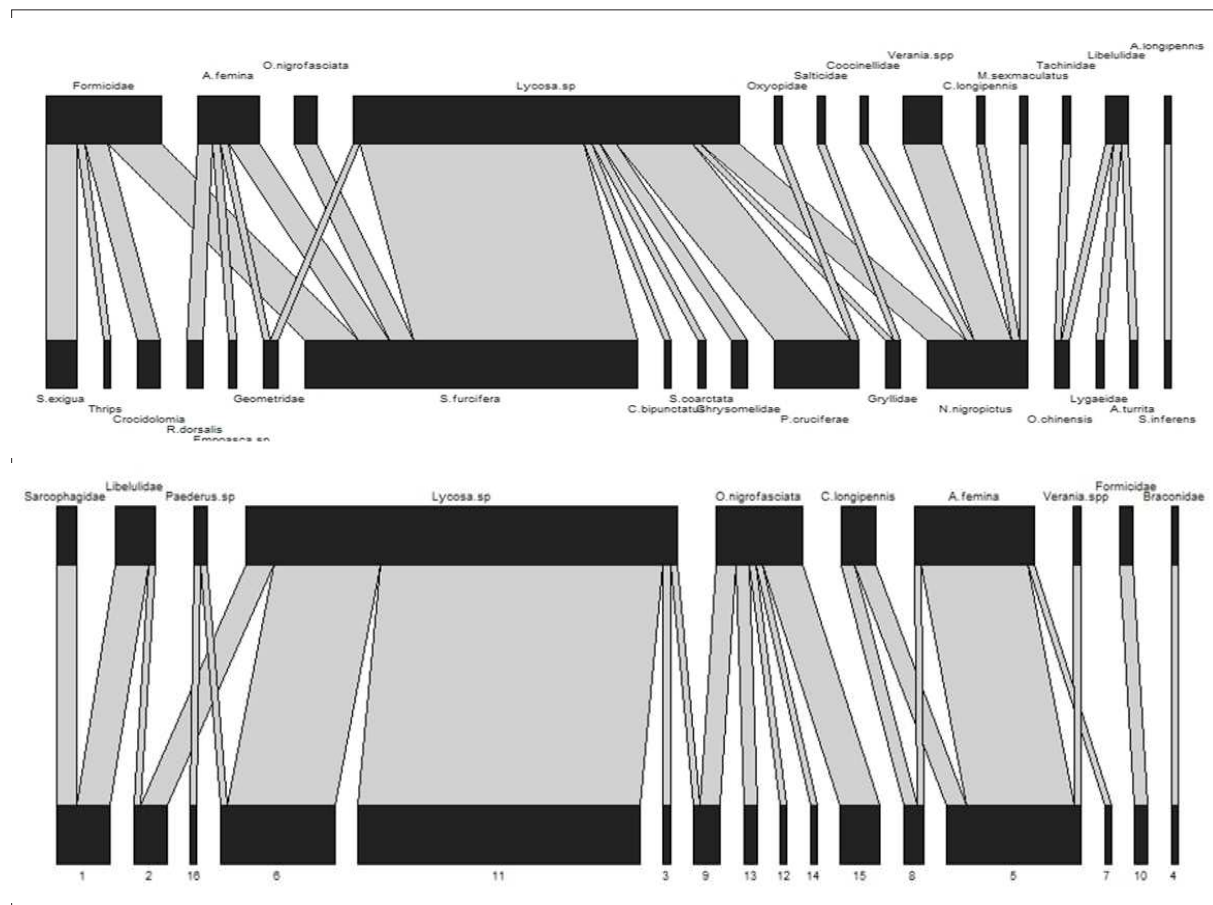 A.longipennis
Verania.spp Libelulidae
O.nigrofasciata Coccinellidae Tachinidae
A.femina Salticidae M.sexmaculatus
Formicidae Lycosa.sp Oxyopidae C.longipennis
S.exigua Geometridae S.furcifera S.coarctata Gryllidae Lygaeidae
Thrips C.bipunctatus Chrysomelidae N.nigropictus A.turrita
Crocidolomia P.cruciferae O.chinensis S.inferens
R.dorsalis
Empoasca.sp
Libelulidae Formicidae
Sarcophagidae Paederus.sp Lycosa.sp O.nigrofasciata C.longipennis A.femina Verania.spp Braconidae
1 2 16 6 11 3 9 13 12 14 15 8 5 7 10 4